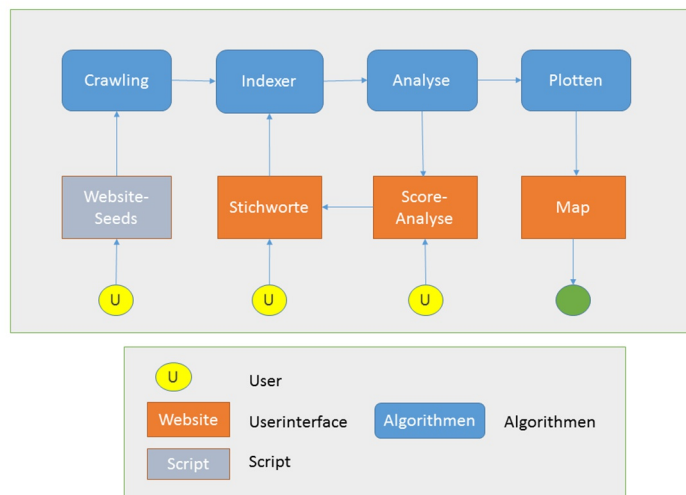 Crawling
Indexer
Analyse
Plotten
Website-
Seeds
Stichworte
Score-
Analyse
Map
U
U
U
U
User
Website
Userinterface
Algorithmen
Algorithmen
Script
Script